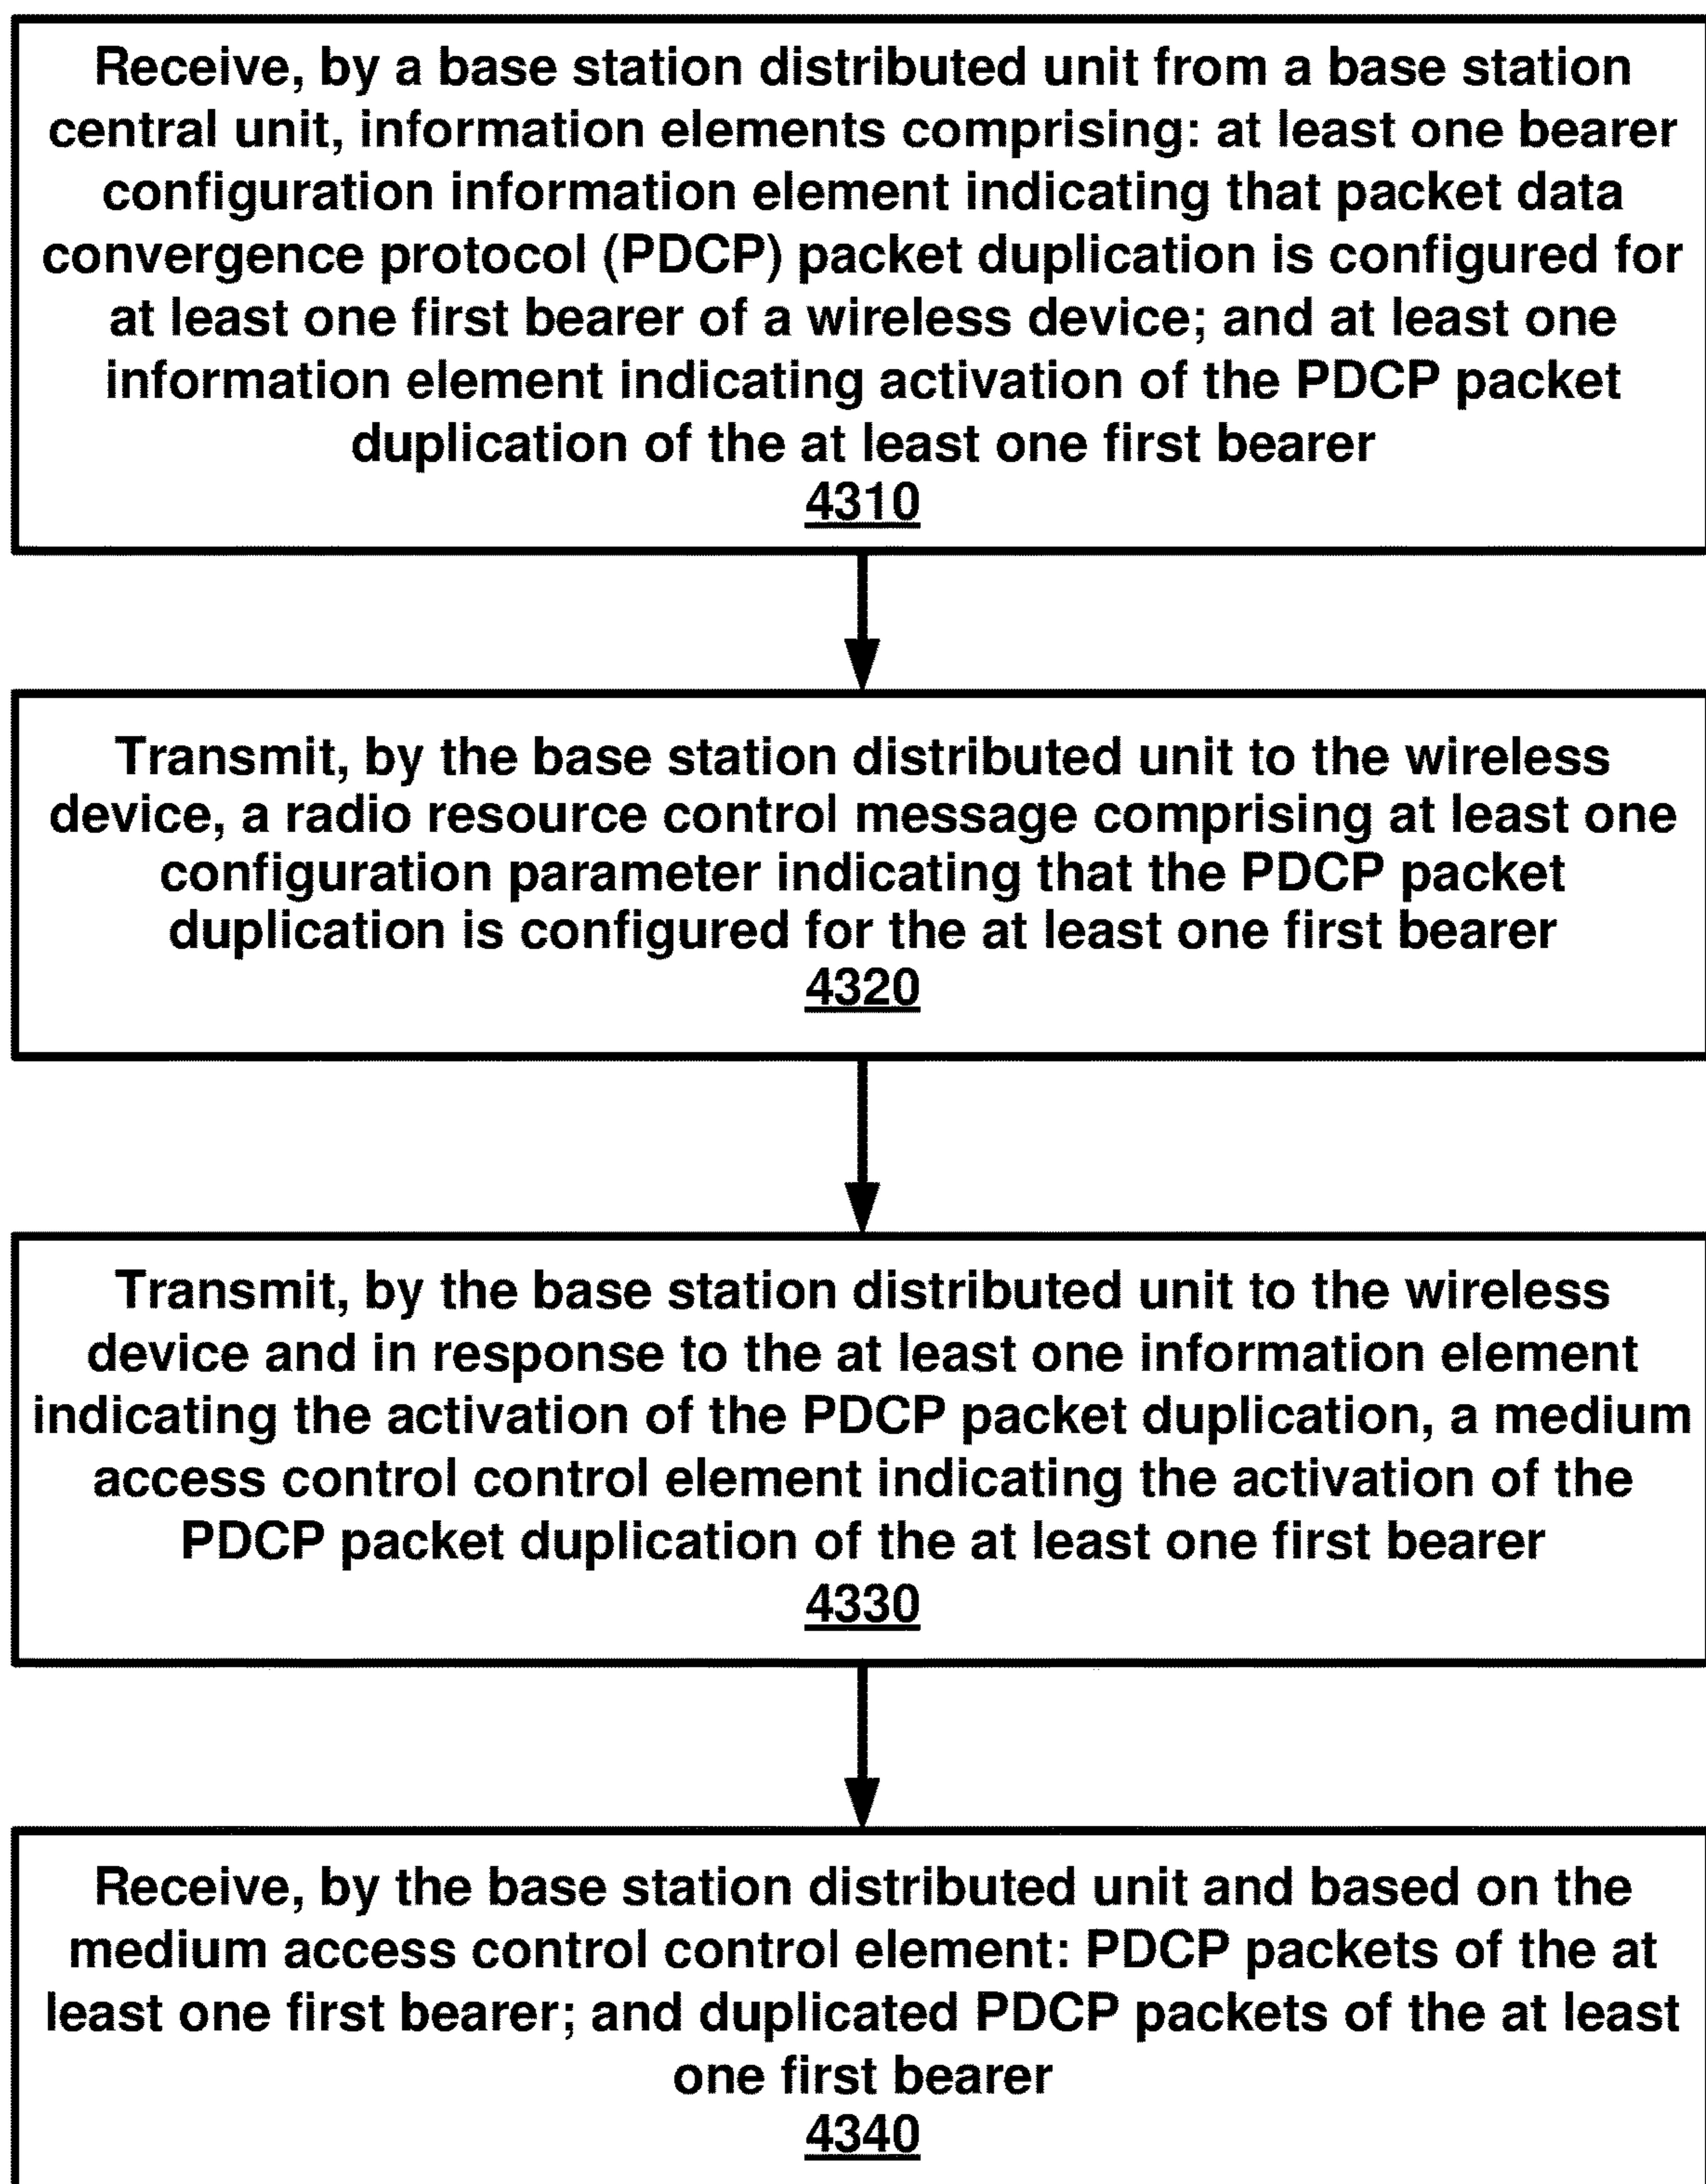 Receive, by a base station distributed unit from a base station
central unit, information elements comprising: at least one bearer
configuration information element indicating that packet data
convergence protocol (PDCP) packet duplication is configured for
at least one first bearer of a wireless device; and at least one
information element indicating activation of the PDCP packet
duplication of the at least one first bearer
4310
Transmit, by the base station distributed unit to the wireless
device, a radio resource control message comprising at least one
configuration parameter indicating that the PDCP packet
duplication is configured for the at least one first bearer
4320
Transmit, by the base station distributed unit to the wireless
device and in response to the at least one information element
indicating the activation of the PDCP packet duplication, a medium
access control control element indicating the activation of the
PDCP packet duplication of the at least one first bearer
4330
Receive, by the base station distributed unit and based on the
medium access control control element: PDCP packets of the at
least one first bearer; and duplicated PDCP packets of the at least
one first bearer
4340